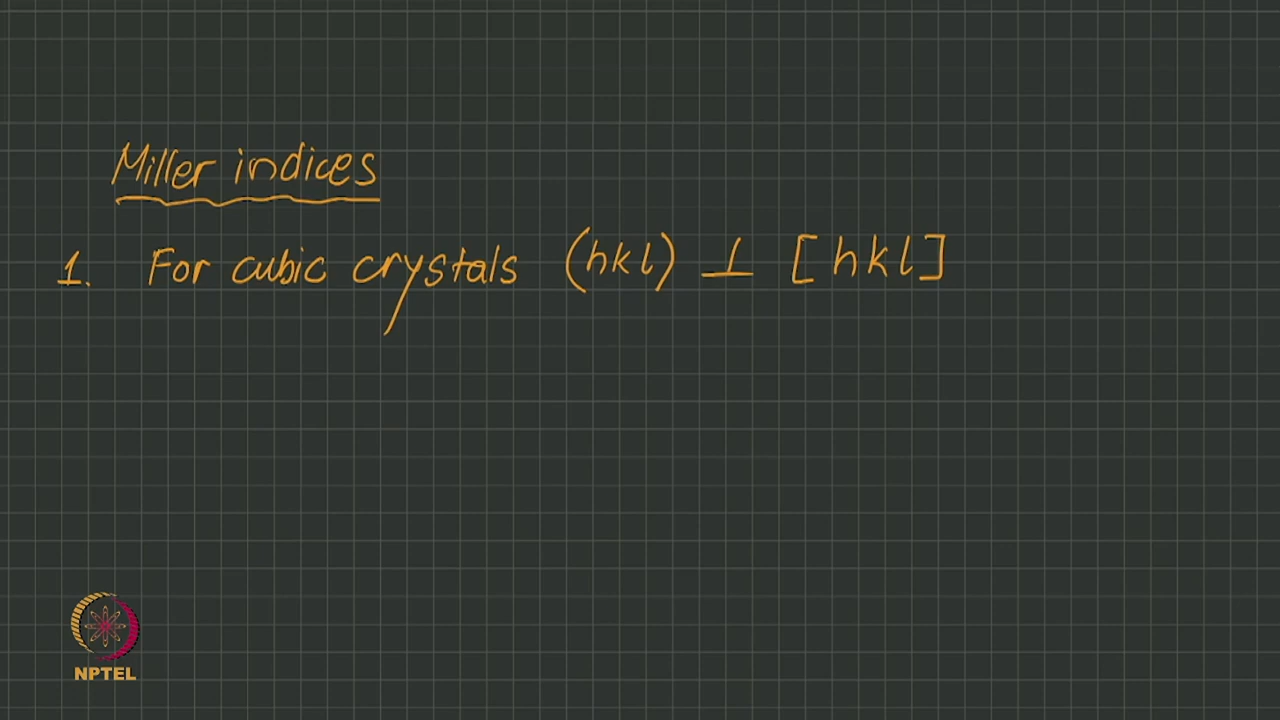 Miller indices
1. For cubic crystals (hkl) ⊥ [hkl]
NPTEL